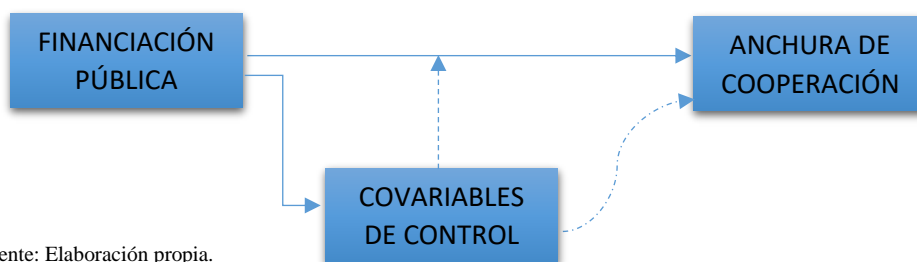 FINANCIACIÓN
PÚBLICA
ANCHURA DE
COOPERACIÓN
COVARIABLES
DE CONTROL
ente: Elaboración propia.